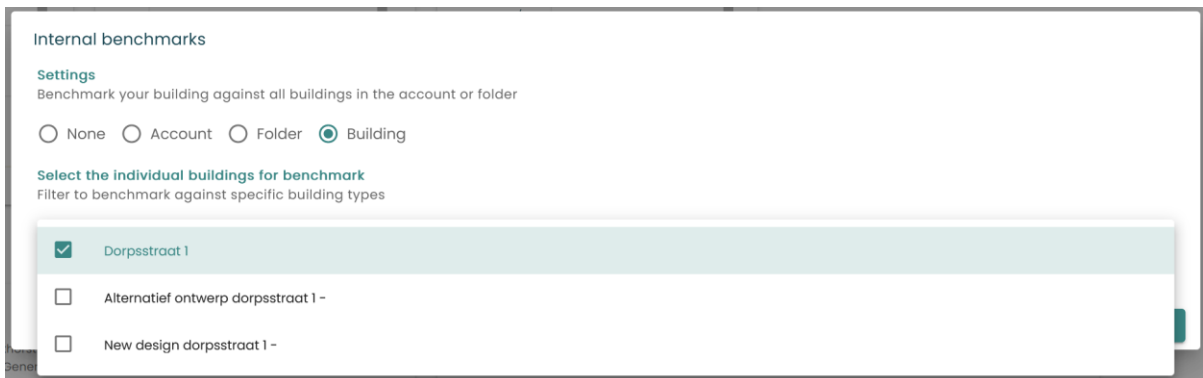 Internal benchmarks
Settings
Benchmark your building against all buildings in the account or folder
None Account Folder Building
Select the individual buildings for benchmark
Filter to benchmark against specific building types
Dorpsstraat 1
Alternatief ontwerp dorpsstraat 1 -
New design dorpsstraat 1 -